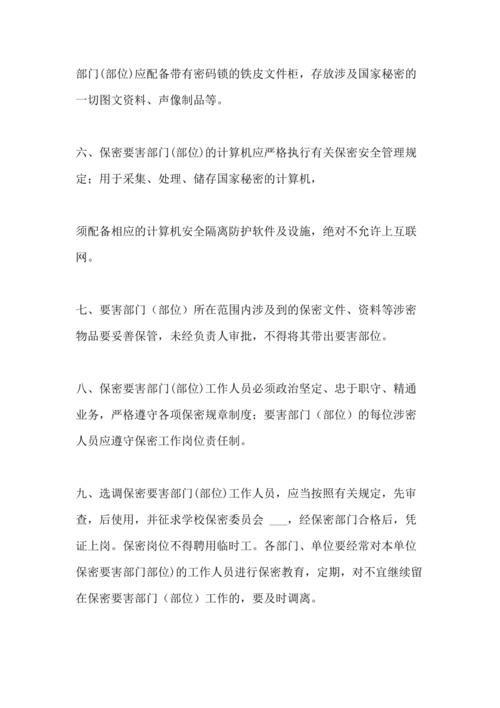 部门(部位)应配备带有密码锁的铁皮文件柜，存放涉及国家秘密的
一切图文资料、声像制品等。
六、保密要害部门(部位)的计算机应严格执行有关保密安全管理规
定；用于采集、处理、储存国家秘密的计算机，
须配备相应的计算机安全隔离防护软件及设施，绝对不允许上互联
网。
七、要害部门（部位）所在范围内涉及到的保密文件、资料等涉密
物品要妥善保管，未经负责人审批，不得将其带出要害部位。
八、保密要害部门(部位)工作人员必须政治坚定、忠于职守、精通
业务，严格遵守各项保密规章制度；要害部门（部位）的每位涉密
人员应遵守保密工作岗位责任制。
九、选调保密要害部门(部位)工作人员，应当按照有关规定，先审
查，后使用，并征求学校保密委员会 ___，经保密部门合格后，凭
证上岗。保密岗位不得聘用临时工。各部门、单位要经常对本单位
保密要害部门部位)的工作人员进行保密教育，定期，对不宜继续留
在保密要害部门（部位）工作的，要及时调离。